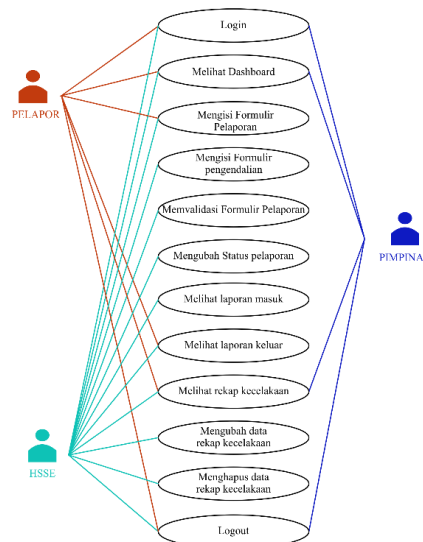 Login
Melihat Dashboard
PELAPOR
Mengisi Formulir
Pelaporan
Mengisi Formulir
pengendalian
Memvalidasi Formulir Pelaporan
PIMPINA
Mengubah Status pelaporan
Melihat laporan masuk
Melihat laporan keluar
Melihat rekap kecelakaan
Mengubah data
rekap kecelakaan
HSSE
Menghapus data
rekap kecelakaan
Logout